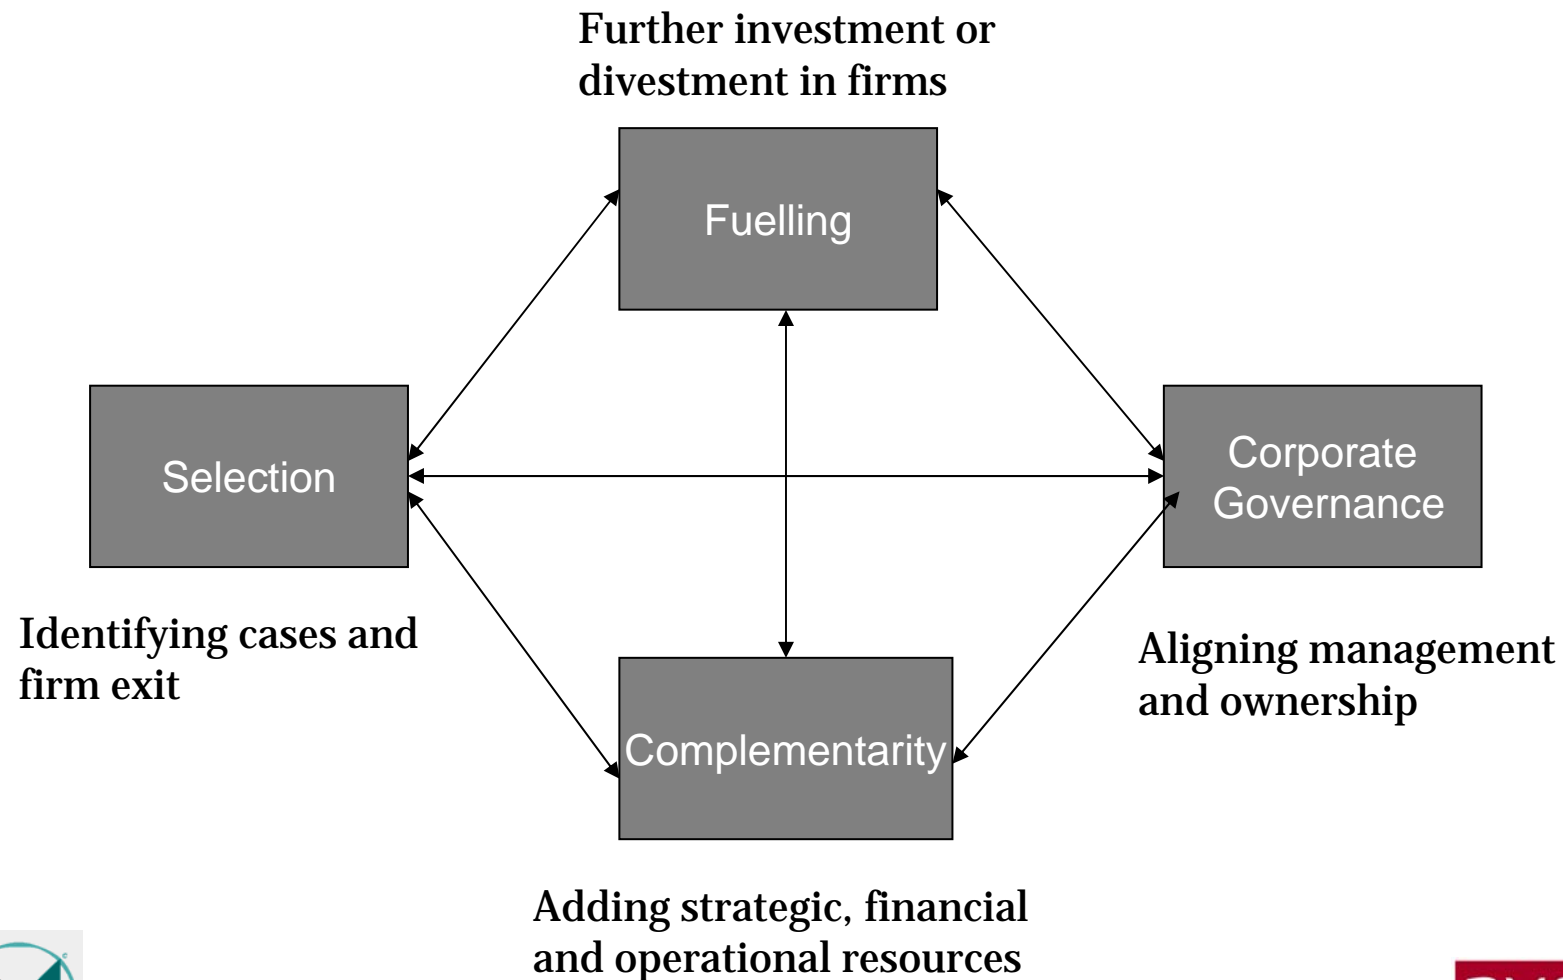 Further investment or
divestment in firms
Fuelling
Selection
Corporate
Governance
Identifying cases and
firm exit
Aligning management
and ownership
Complementarity
Adding strategic, financial
and operational resources